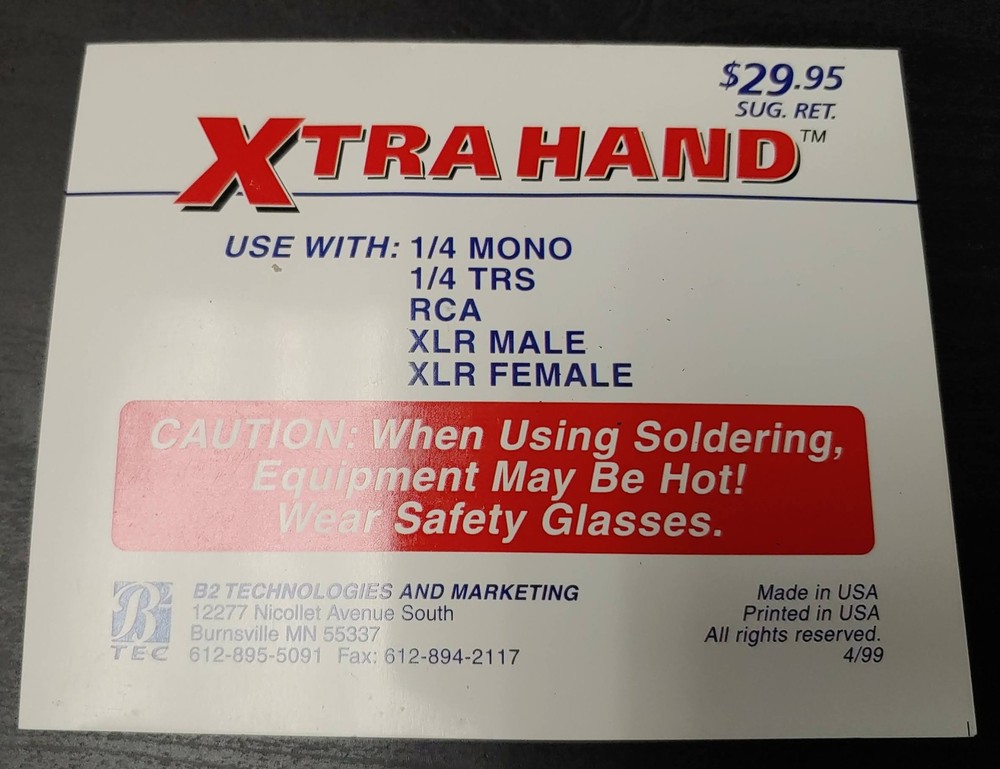 $29.95
SUG. RET.
XTRA HAND™
USE WITH: 1/4 MONO
1/4 TRS
RCA
XLR MALE
XLR FEMALE
CAUTION: When Using Soldering,
Equipment May Be Hot!
Wear Safety Glasses.
B2
TEC
B2 TECHNOLOGIES AND MARKETING
12277 Nicollet Avenue South
Burnsville MN 55337
612-895-5091 Fax: 612-894-2117
Made in USA
Printed in USA
All rights reserved.
4/99